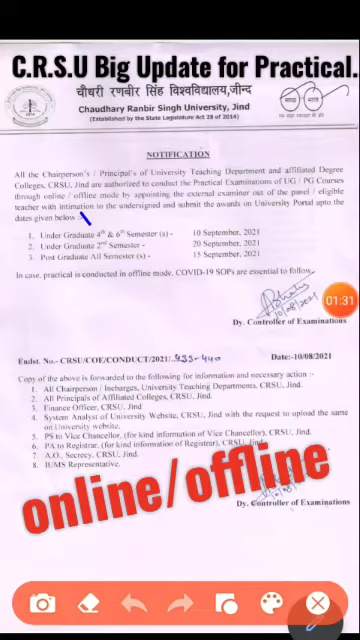 C.R.S.U Big Update for Practical.
चौधरी रणबीर सिंह विश्वविद्यालय,जीन्द
Chaudhary Ranbir Singh University, Jind
(Established by the State Legislature Act 28 of 2014)
NOTIFICATION
All the Chairperson's / Principal's of University Teaching Department and affiliated Degree
Colleges, CRSU, Jind are authorized to conduct the Practical Examinations of UG / PG Courses
through online / offline mode by appointing the external examiner out of the panel / eligible
teacher with intimation to the undersigned and submit the awards on University Portal upto the
dates given below
1. Under Graduate 4th & 6th Semester (s) - 10 September, 2021
2. Under Graduate 2nd Semester - 20 September, 2021
3. Post Graduate All Semester (s) - 15 September, 2021
In case, practical is conducted in offline mode, COVID-19 SOPs are essential to follow.
10/08/2021
01:31
Dy. Controller of Examinations
Endst. No.- CRSU/COE/CONDUCT/2021/ 433-440 Date:-10/08/2021
Copy of the above is forwarded to the following for information and necessary action :-
1. All Chairperson / Incharges, University Teaching Departments, CRSU, Jind.
2. All Principals of Affiliated Colleges, CRSU, Jind.
3. Finance Officer, CRSU, Jind
4. System Analyst of University Website, CRSU, Jind with the request to upload the same
on University website.
5. PS to Vice Chancellor, (for kind information of Vice Chancellor), CRSU, Jind.
6. PA to Registrar, (for kind information of Registrar), CRSU, Jind.
7. A.O. Secrecy, CRSU, Jind.
8. IUMS Representative.
online/offline
Dy. Controller of Examinations